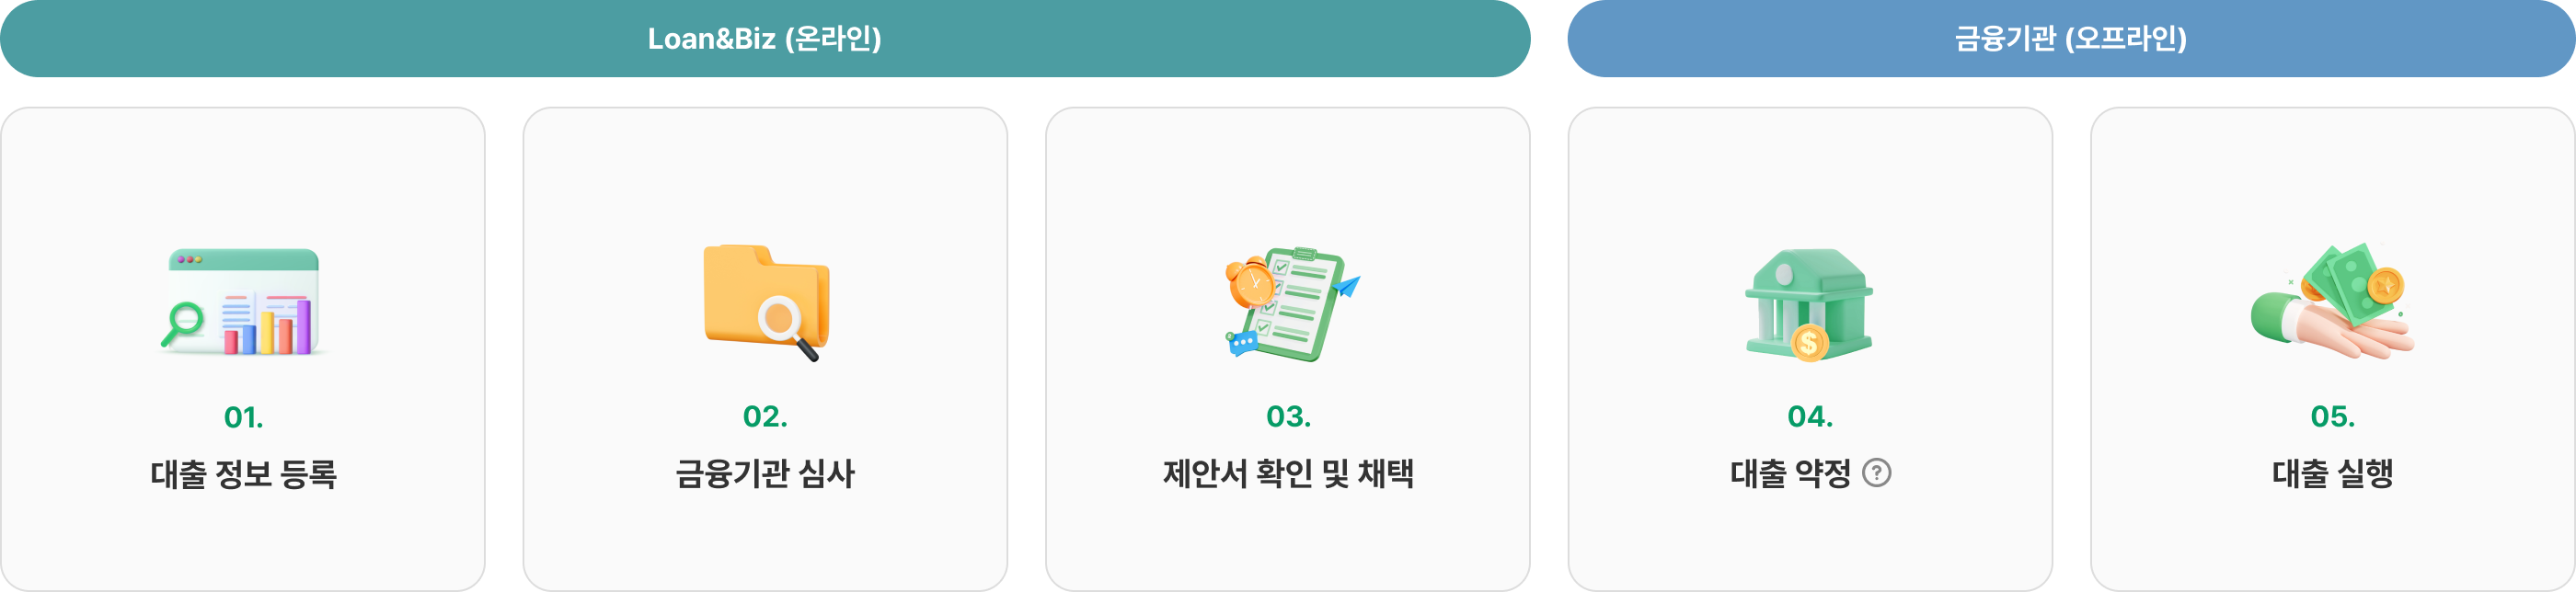 Loan&Biz (온라인)
금융기관 (오프라인)
01.
대출 정보 등록
02.
금융기관 심사
03.
제안서 확인 및 채택
04.
대출 약정 ?
05.
대출 실행